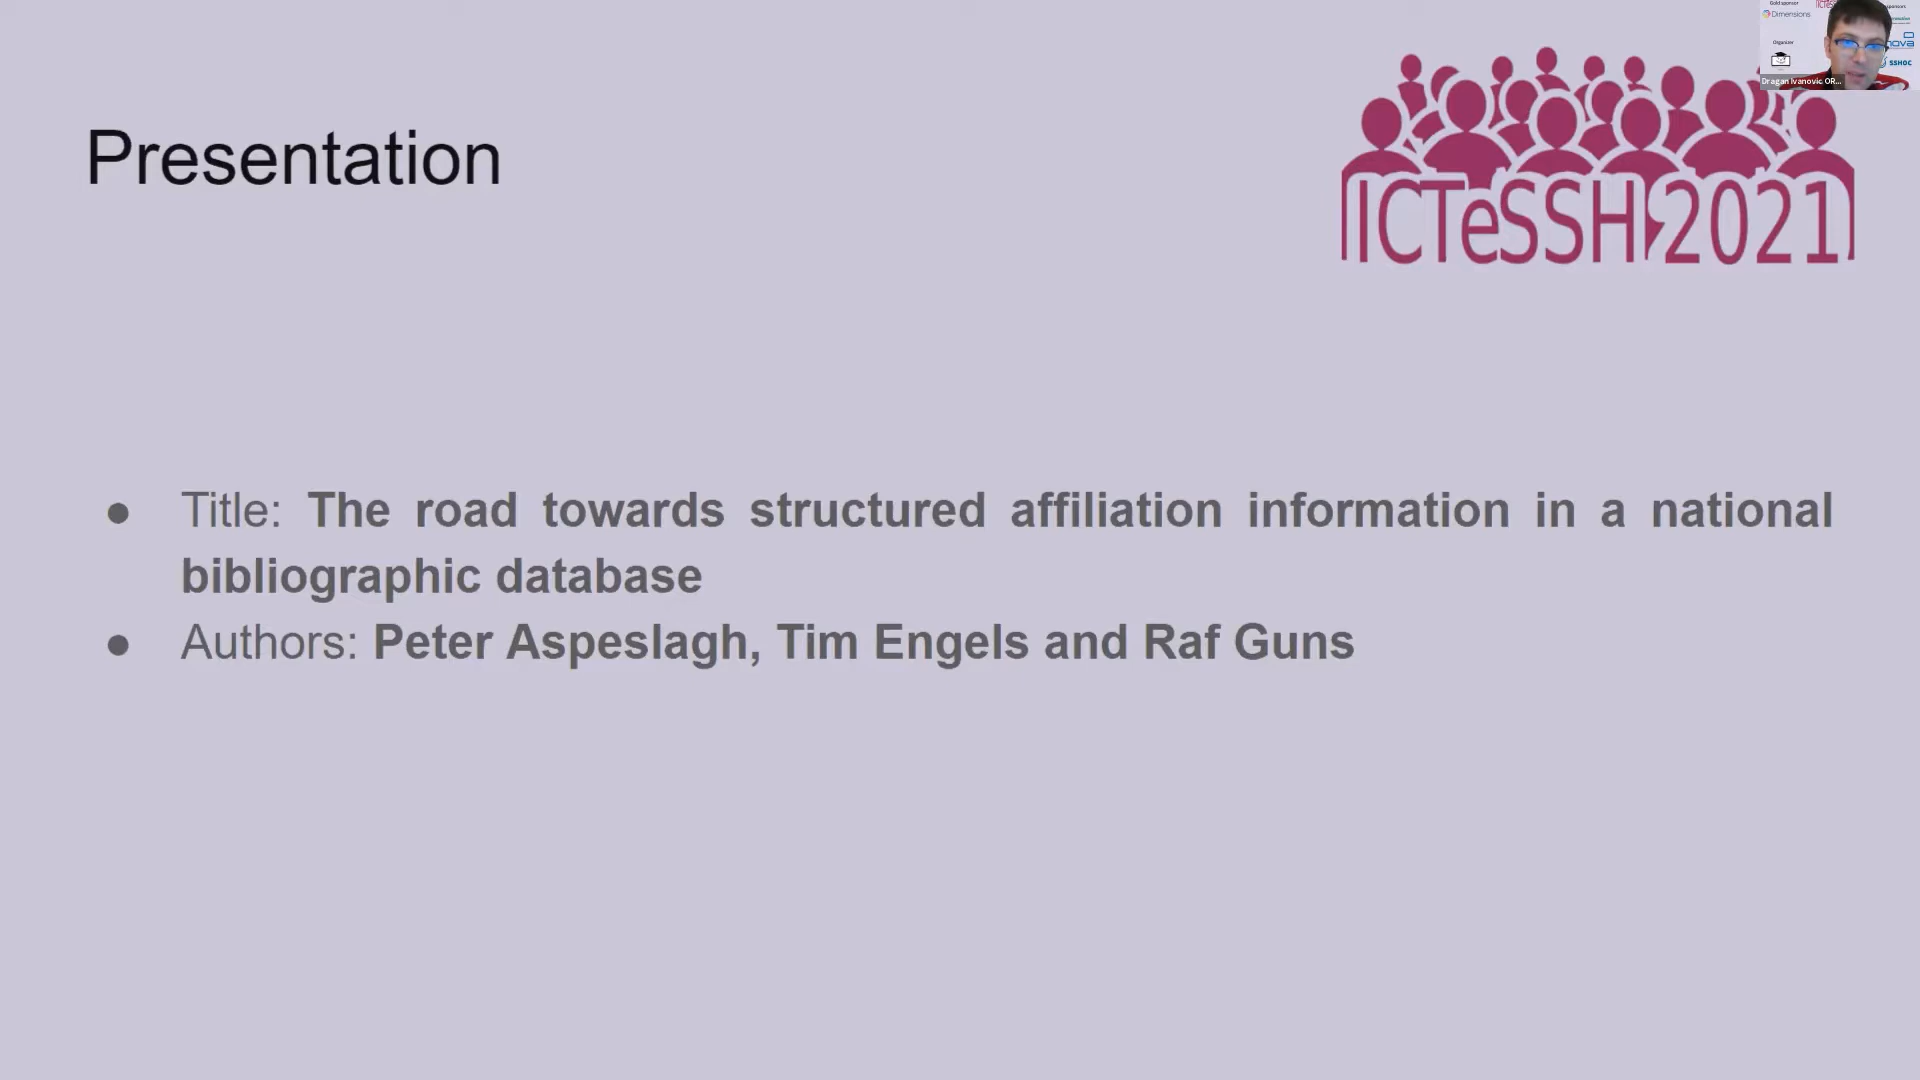 Presentation
ICTeSSH 2021
Gold sponsor
Dimensions
Organizer
nova
SSHOC
Dragan Ivanovic OR...
● Title: The road towards structured affiliation information in a national
bibliographic database
● Authors: Peter Aspeslagh, Tim Engels and Raf Guns